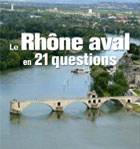 Le Rhône aval
en 21 questions